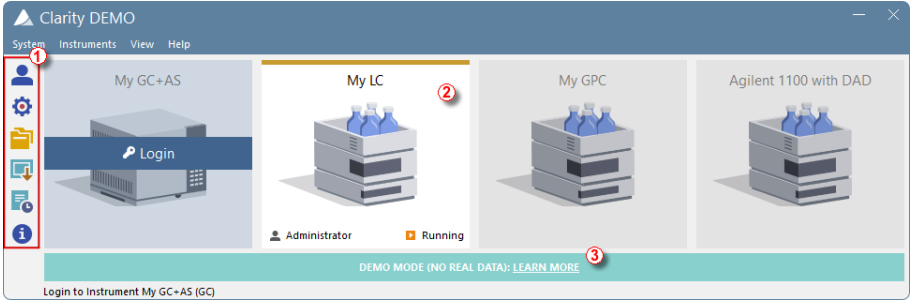 Clarity DEMO
System Instruments View Help
1
My GC+AS
My LC
My GPC
Agilent 1100 with DAD
2
Login
Administrator
Running
3
DEMO MODE (NO REAL DATA): LEARN MORE
Login to Instrument My GC+AS (GC)